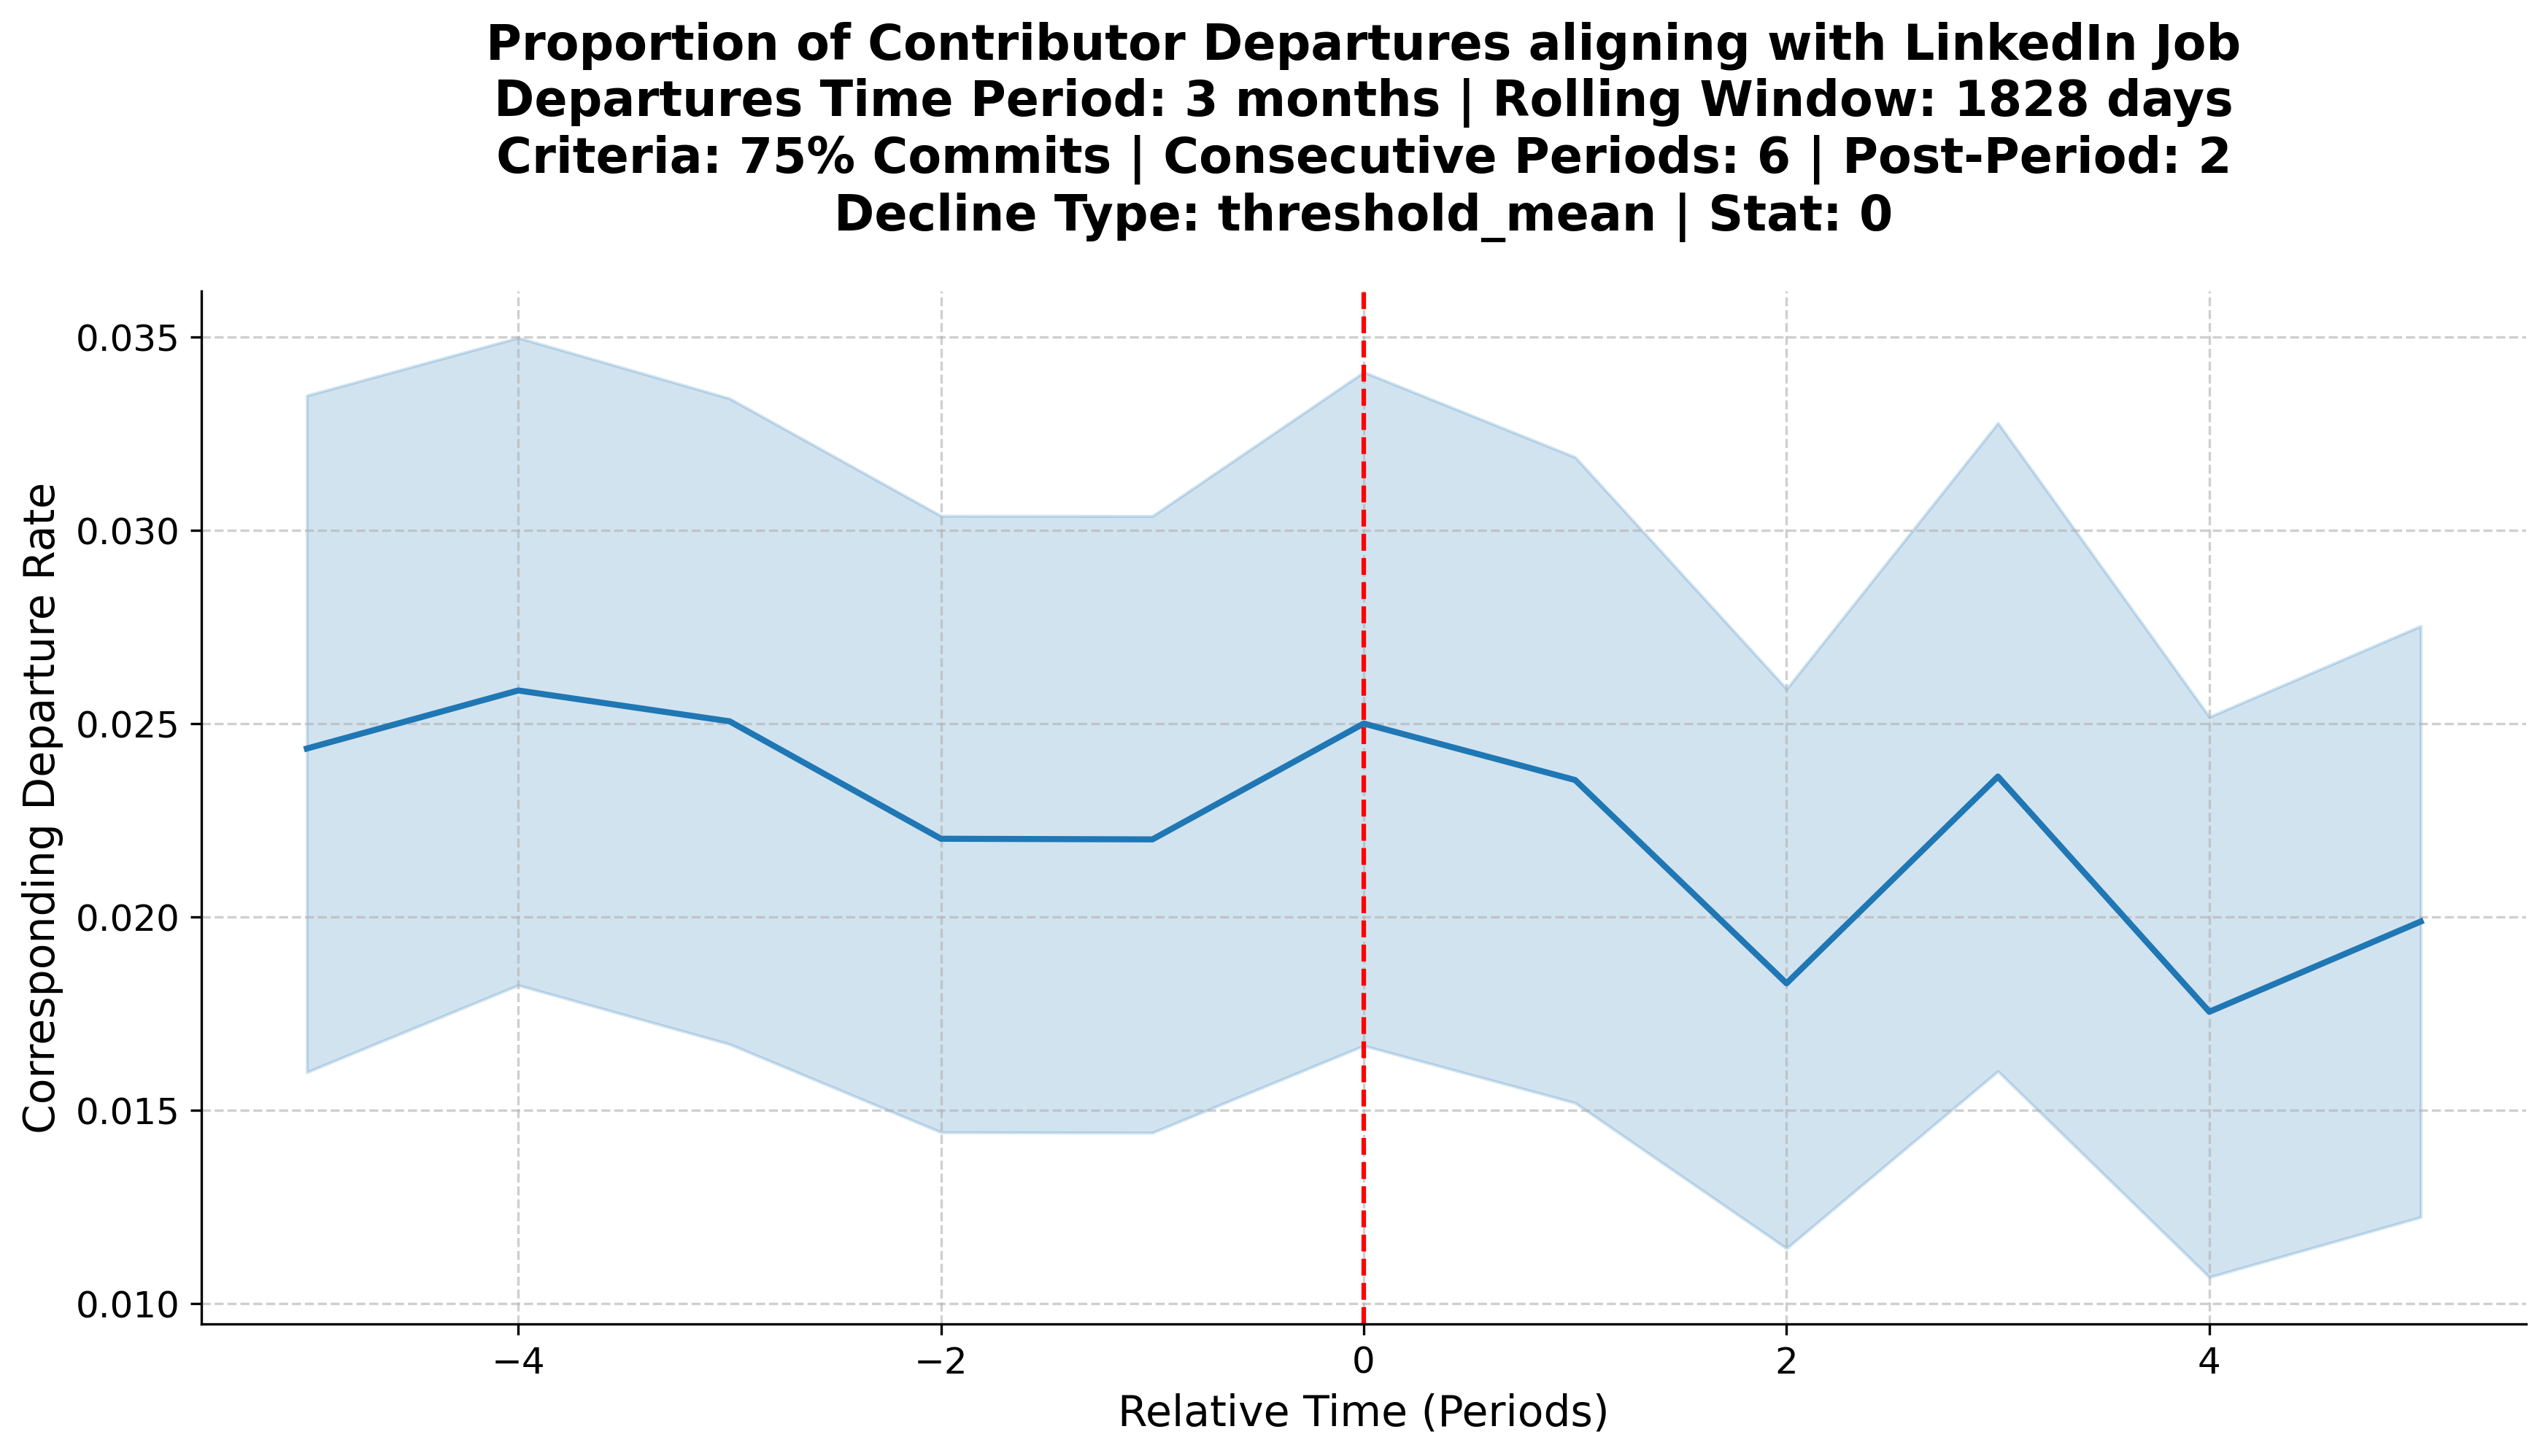 Proportion of Contributor Departures aligning with LinkedIn Job
Departures Time Period: 3 months | Rolling Window: 1828 days
Criteria: 75% Commits | Consecutive Periods: 6 | Post-Period: 2
Decline Type: threshold_mean | Stat: 0
Corresponding Departure Rate
0.035
0.030
0.025
0.020
0.015
0.010
−4
−2
0
2
4
Relative Time (Periods)